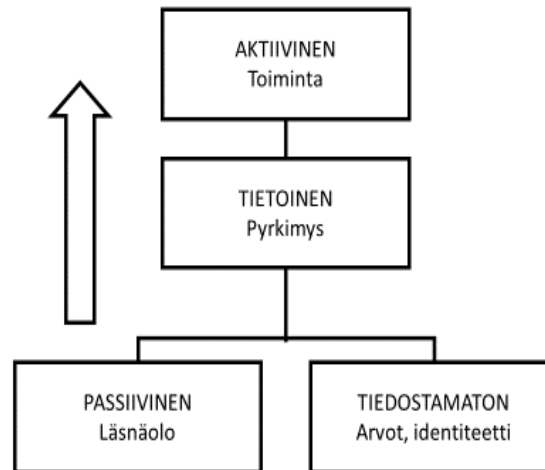 AKTIIVINEN
Toiminta
TIETOINEN
Pyrkimys
PASSIIVINEN
Läsnäolo
TIEDOSTAMATON
Arvot, identiteetti